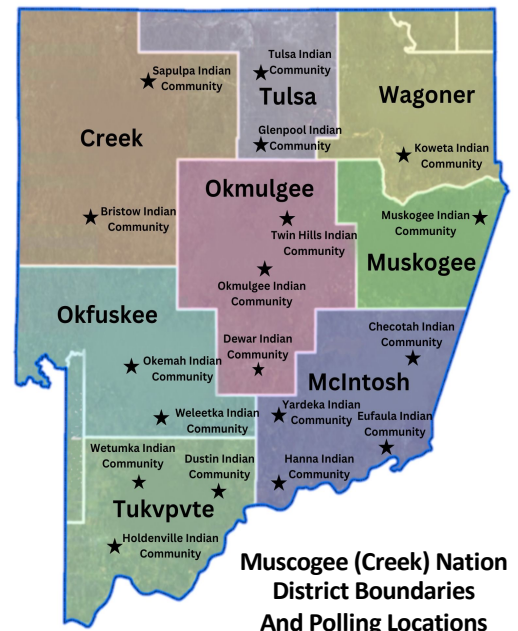 Tulsa Indian
Community
Sapulpa Indian
Community
Tulsa
Wagoner
Creek
Glenpool Indian
Community
Koweta Indian
Community
Okmulgee
Bristow Indian
Community
Muskogee Indian
Community
Twin Hills Indian
Community
Muskogee
Okmulgee Indian
Community
Okfuskee
Checotah Indian
Community
Dewar Indian
Community
Okemah Indian
Community
McIntosh
Yardeka Indian
Community
Weleetka Indian
Community
Eufaula Indian
Community
Wetumka Indian
Community
Dustin Indian
Community
Hanna Indian
Community
Tukvpvte
Holdenville Indian
Community
Muscogee (Creek) Nation
District Boundaries
And Polling Locations